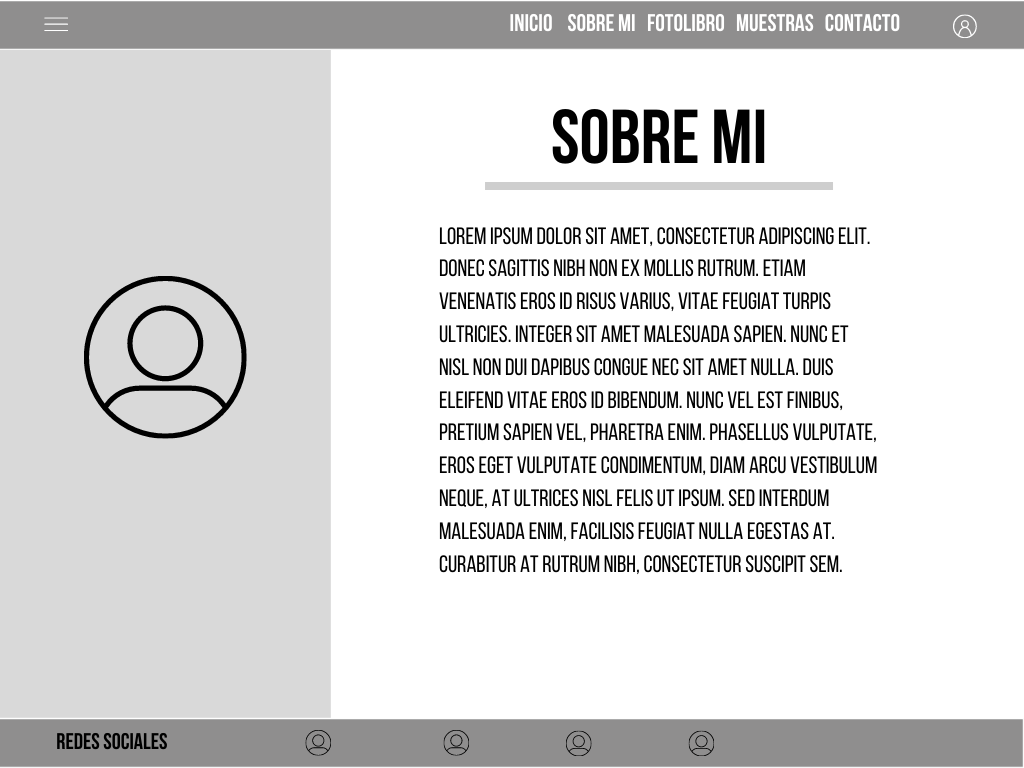 INICIO SOBRE MI FOTOLIBRO MUESTRAS CONTACTO
SOBRE MI
LOREM IPSUM DOLOR SIT AMET, CONSECTETUR ADIPISCING ELIT.
DONEC SAGITTIS NIBH NON EX MOLLIS RUTRUM. ETIAM
VENENATIS EROS ID RISUS VARIUS, VITAE FEUGIAT TURPIS
ULTRICIES. INTEGER SIT AMET MALESUADA SAPIEN. NUNC ET
NISL NON DUI DAPIBUS CONGUE NEC SIT AMET NULLA. DUIS
ELEIFEND VITAE EROS ID BIBENDUM. NUNC VEL EST FINIBUS,
PRETIUM SAPIEN VEL, PHARETRA ENIM. PHASELLUS VULPUTATE,
EROS EGET VULPUTATE CONDIMENTUM, DIAM ARCU VESTIBULUM
NEQUE, AT ULTRICES NISL FELIS UT IPSUM. SED INTERDUM
MALESUADA ENIM, FACILISIS FEUGIAT NULLA EGESTAS AT.
CURABITUR AT RUTRUM NIBH, CONSECTETUR SUSCIPIT SEM.
REDES SOCIALES